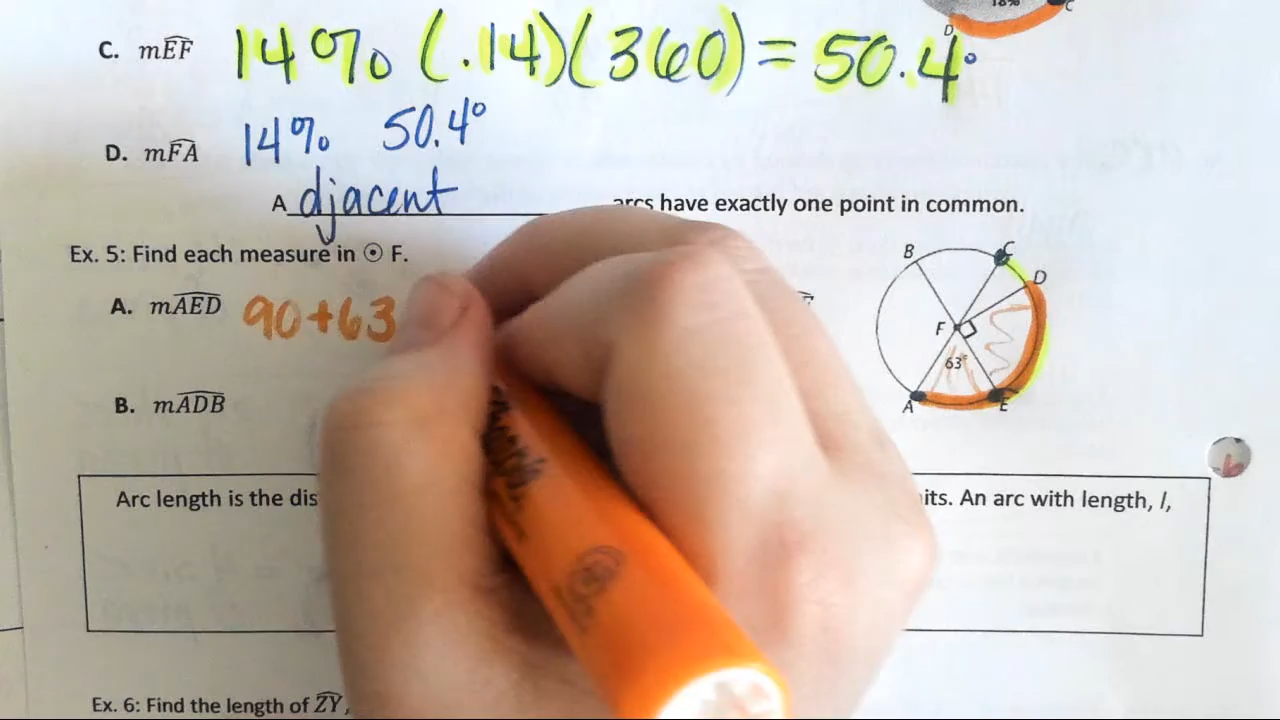 18%
D C
C. mEF 14% (.14)(360) = 50.4°
D. mFA 14% 50.4°
Adjacent arcs have exactly one point in common.
Ex. 5: Find each measure in ⊙ F.
A. mAED 90+63
B. mADB
B C
D
F
63°
A E
Arc length is the dis its. An arc with length, l,
Ex. 6: Find the length of ZY,